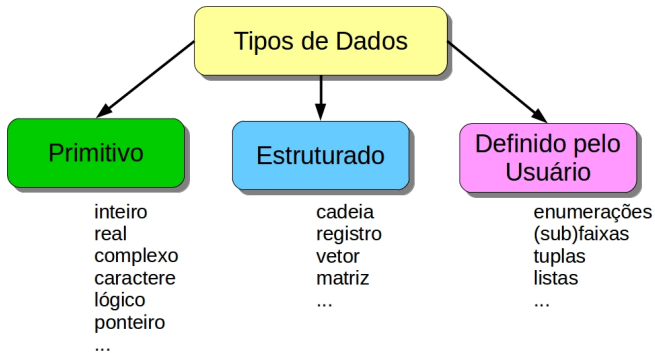 Tipos de Dados
Primitivo
inteiro
real
complexo
caractere
lógico
ponteiro
...
Estruturado
cadeia
registro
vetor
matriz
...
Definido pelo
Usuário
enumerações
(sub)faixas
tuplas
listas
...